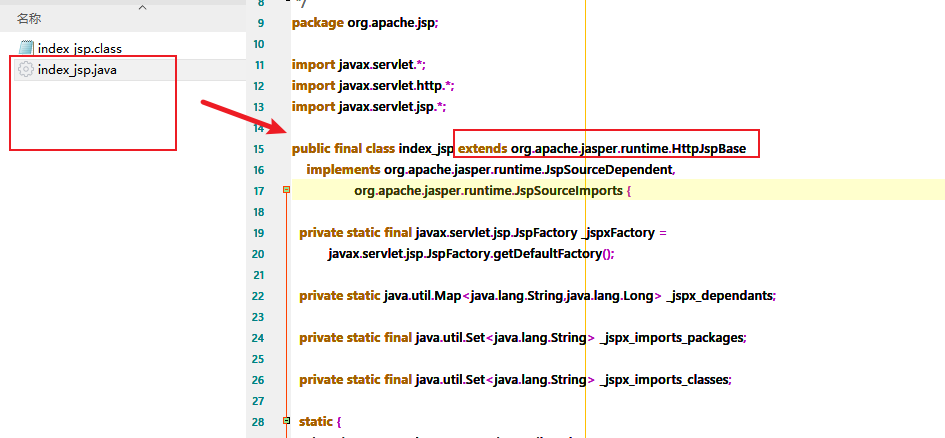 名称
index_jsp.class
index_jsp.java
8 */
9 package org.apache.jsp;
10
11 import javax.servlet.*;
12 import javax.servlet.http.*;
13 import javax.servlet.jsp.*;
14
15 public final class index_jsp extends org.apache.jasper.runtime.HttpJspBase
16 implements org.apache.jasper.runtime.JspSourceDependent,
17 org.apache.jasper.runtime.JspSourceImports {
18
19 private static final javax.servlet.jsp.JspFactory _jspxFactory =
20 javax.servlet.jsp.JspFactory.getDefaultFactory();
21
22 private static java.util.Map<java.lang.String,java.lang.Long> _jspx_dependants;
23
24 private static final java.util.Set<java.lang.String> _jspx_imports_packages;
25
26 private static final java.util.Set<java.lang.String> _jspx_imports_classes;
27
28 static {